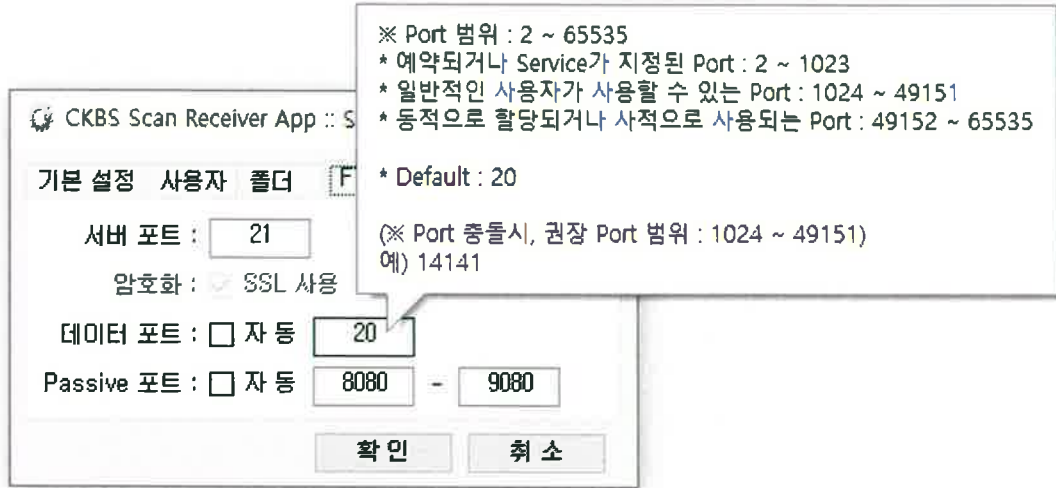 ※ Port 범위 : 2 ~ 65535
* 예약되거나 Service가 지정된 Port : 2 ~ 1023
* 일반적인 사용자가 사용할 수 있는 Port : 1024 ~ 49151
* 동적으로 할당되거나 사적으로 사용되는 Port : 49152 ~ 65535
* Default : 20
(※ Port 충돌시, 권장 Port 범위 : 1024 ~ 49151)
예) 14141
CKBS Scan Receiver App :: S
기본 설정 사용자 폴더 F
서버 포트 : 21
암호화 : SSL 사용
데이터 포트 : 자 동 20
Passive 포트 : 자 동 8080 - 9080
확 인 취 소